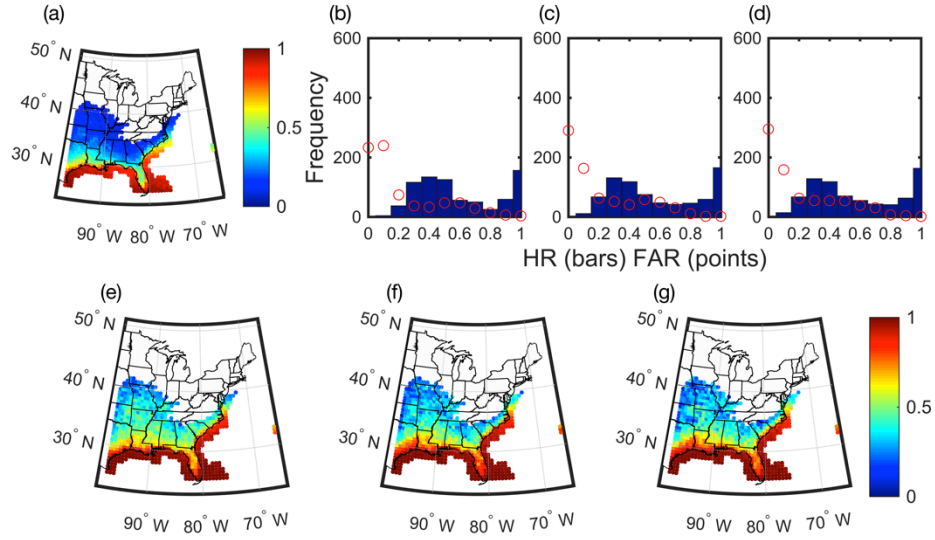 (a)
50° N
40° N
30° N
90° W 80° W 70° W
1
0.5
0
(b) (c) (d)
Frequency
600
400
200
0
0 0.2 0.4 0.6 0.8 1
600
400
200
0
0 0.2 0.4 0.6 0.8 1
600
400
200
0
0 0.2 0.4 0.6 0.8 1
HR (bars) FAR (points)
(e)
50° N
40° N
30° N
90° W 80° W 70° W
(f)
50° N
40° N
30° N
90° W 80° W 70° W
(g)
50° N
40° N
30° N
90° W 80° W 70° W
1
0.5
0